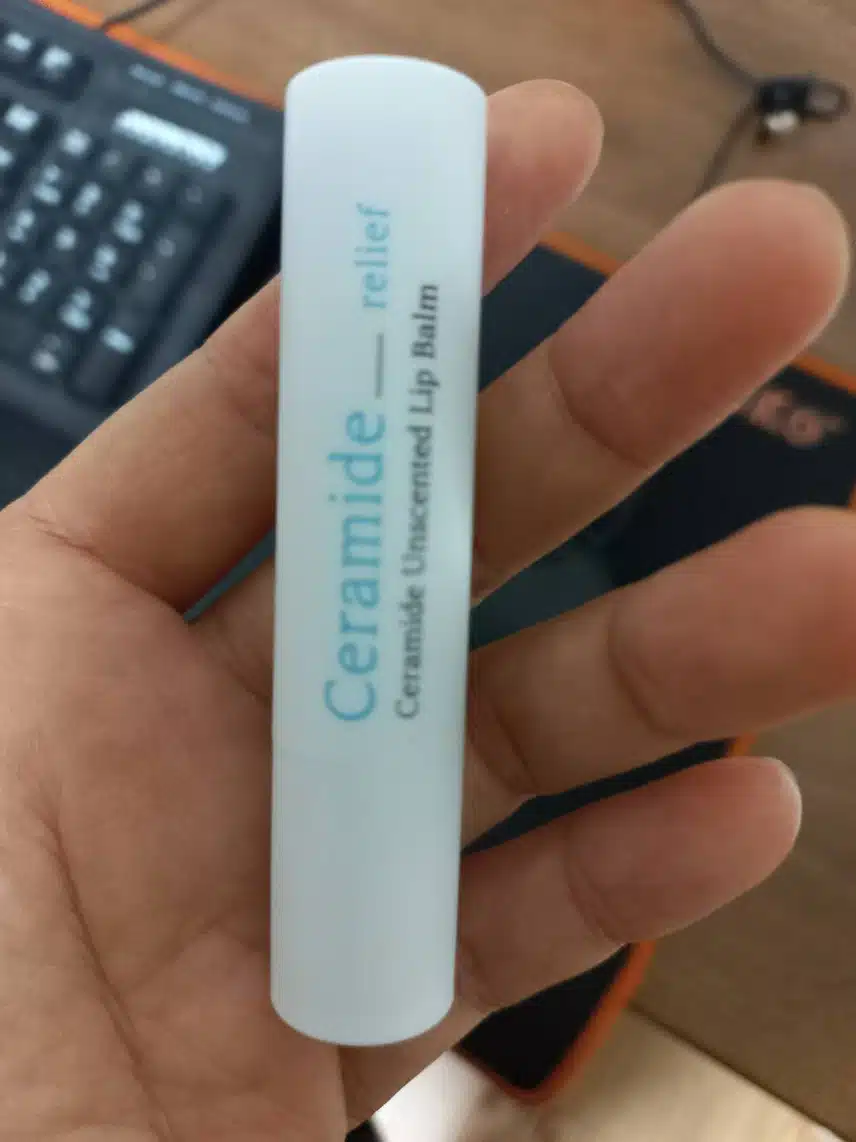 Ceramide — relief
Ceramide Unscented Lip Balm